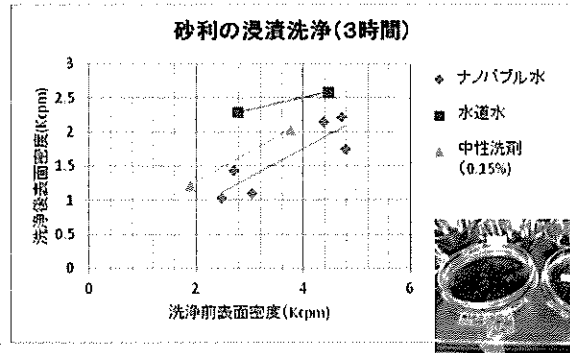 砂利の浸漬洗浄(3時間)
3
2.5
2
1.5
1
0.5
0
0
2
4
6
洗浄後表面密度(Kcpm)
洗浄前表面密度(Kcpm)
ナノバブル水
水道水
中性洗剤
(0.15%)